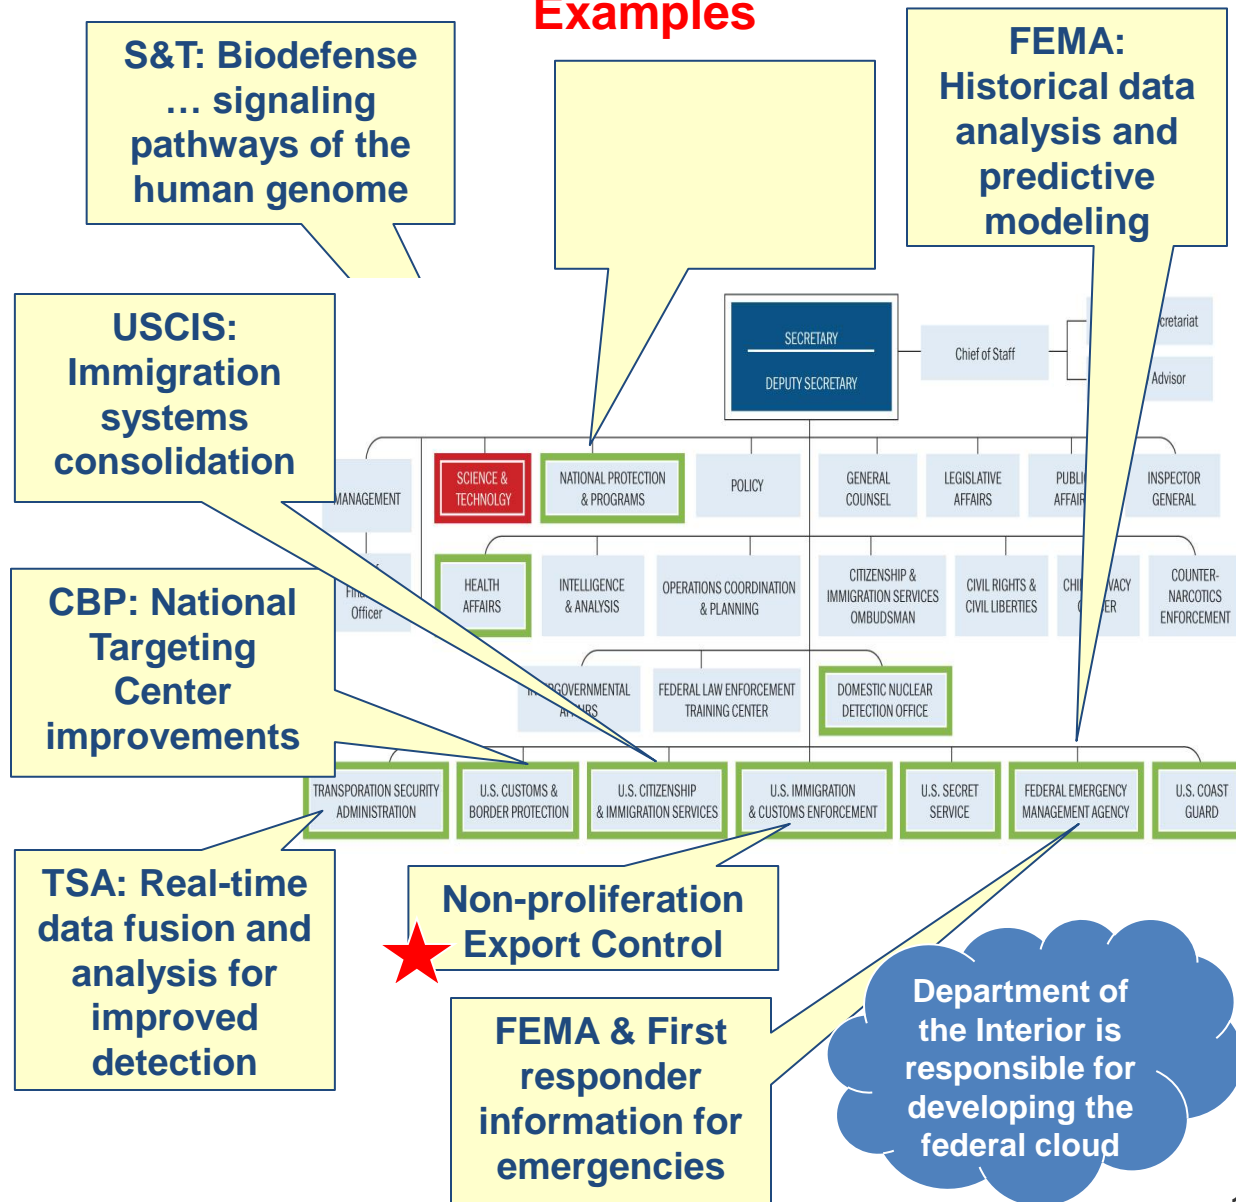 Examples
S&T: Biodefense
… signaling
pathways of the
human genome
FEMA:
Historical data
analysis and
predictive
modeling
USCIS:
Immigration
systems
consolidation
SECRETARY
DEPUTY SECRETARY
Chief of Staff
cretariat
Advisor
MANAGEMENT
SCIENCE &
TECHNOLGY
NATIONAL PROTECTION
& PROGRAMS
POLICY
GENERAL
COUNSEL
LEGISLATIVE
AFFAIRS
PUBLIC
AFFAIR
INSPECTOR
GENERAL
Officer
HEALTH
AFFAIRS
INTELLIGENCE
& ANALYSIS
OPERATIONS COORDINATION
& PLANNING
CITIZENSHIP &
IMMIGRATION SERVICES
OMBUDSMAN
CIVIL RIGHTS &
CIVIL LIBERTIES
COUNTER-
NARCOTICS
ENFORCEMENT
CBP: National
Targeting
Center
improvements
FEDERAL LAW ENFORCEMENT
TRAINING CENTER
DOMESTIC NUCLEAR
DETECTION OFFICE
TRANSPORATION SECURITY
ADMINISTRATION
U.S. CUSTOMS &
BORDER PROTECTION
U.S. CITIZENSHIP
& IMMIGRATION SERVICES
U.S. IMMIGRATION
& CUSTOMS ENFORCEMENT
U.S. SECRET
SERVICE
FEDERAL EMERGENCY
MANAGEMENT AGENCY
U.S. COAST
GUARD
TSA: Real-time
data fusion and
analysis for
improved
detection
Non-proliferation
Export Control
FEMA & First
responder
information for
emergencies
Department of
the Interior is
responsible for
developing the
federal cloud